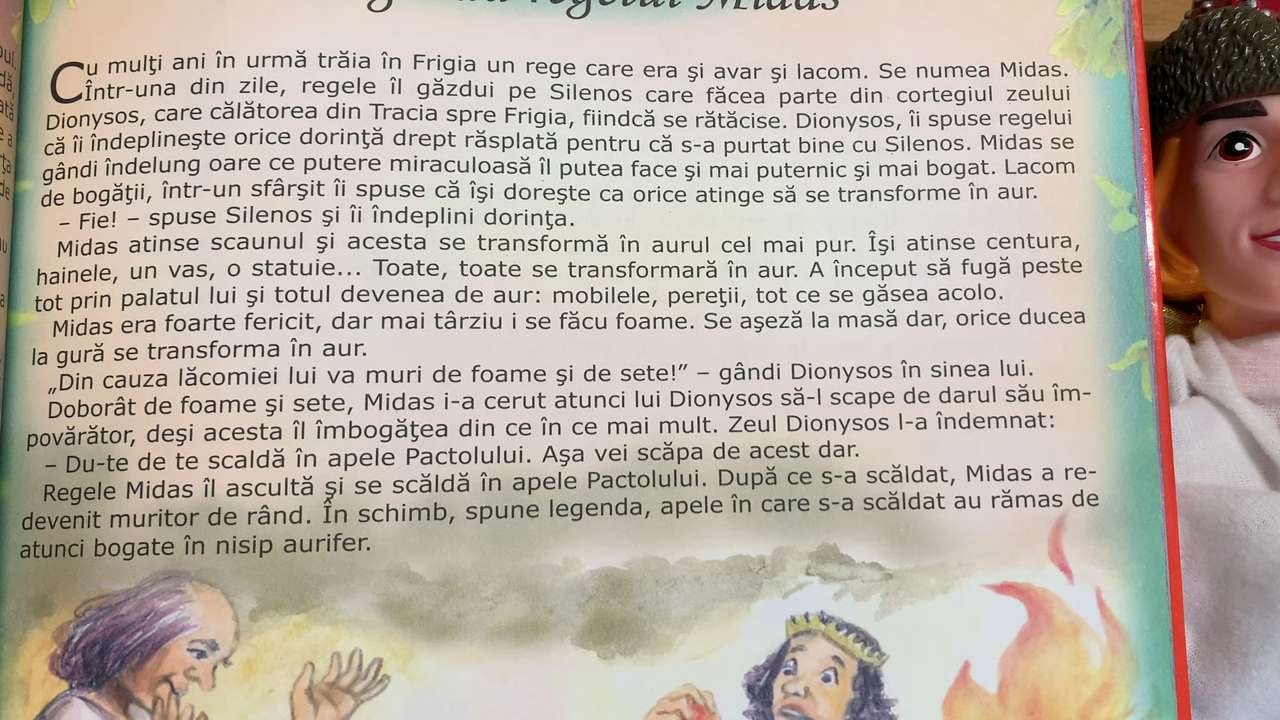 regelui Midas
Cu mulţi ani în urmă trăia în Frigia un rege care era şi avar şi lacom. Se numea Midas.
Într-una din zile, regele îl găzdui pe Silenos care făcea parte din cortegiul zeului
Dionysos, care călătorea din Tracia spre Frigia, fiindcă se rătăcise. Dionysos, îi spuse regelui
că îi îndeplineşte orice dorinţă drept răsplată pentru că s-a purtat bine cu Silenos. Midas se
gândi îndelung oare ce putere miraculoasă îl putea face şi mai puternic şi mai bogat. Lacom
de bogăţii, într-un sfârşit îi spuse că îşi doreşte ca orice atinge să se transforme în aur.
– Fie! – spuse Silenos şi îi îndeplini dorinţa.
Midas atinse scaunul şi acesta se transformă în aurul cel mai pur. Îşi atinse centura,
hainele, un vas, o statuie... Toate, toate se transformară în aur. A început să fugă peste
tot prin palatul lui şi totul devenea de aur: mobilele, pereţii, tot ce se găsea acolo.
Midas era foarte fericit, dar mai târziu i se făcu foame. Se aşeză la masă dar, orice ducea
la gură se transforma în aur.
„Din cauza lăcomiei lui va muri de foame şi de sete!” – gândi Dionysos în sinea lui.
Doborât de foame şi sete, Midas i-a cerut atunci lui Dionysos să-l scape de darul său îm-
povărător, deşi acesta îl îmbogăţea din ce în ce mai mult. Zeul Dionysos l-a îndemnat:
– Du-te de te scaldă în apele Pactolului. Aşa vei scăpa de acest dar.
Regele Midas îl ascultă şi se scăldă în apele Pactolului. După ce s-a scăldat, Midas a re-
devenit muritor de rând. În schimb, spune legenda, apele în care s-a scăldat au rămas de
atunci bogate în nisip aurifer.